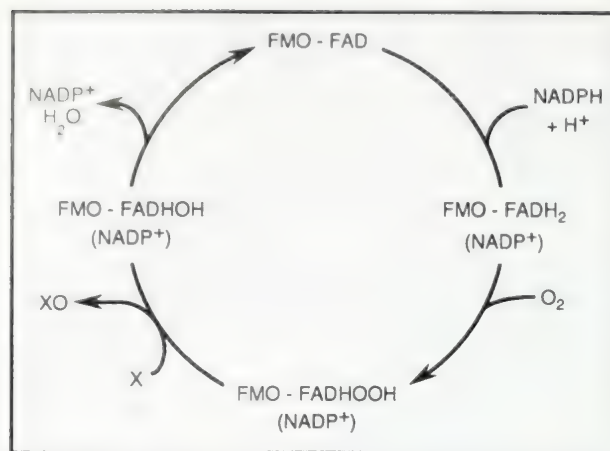 FMO - FAD
NADP+
H2O
NADPH
+ H+
FMO - FADHOH
(NADP+)
FMO - FADH2
(NADP+)
XO
O2
X
FMO - FADHOOH
(NADP+)